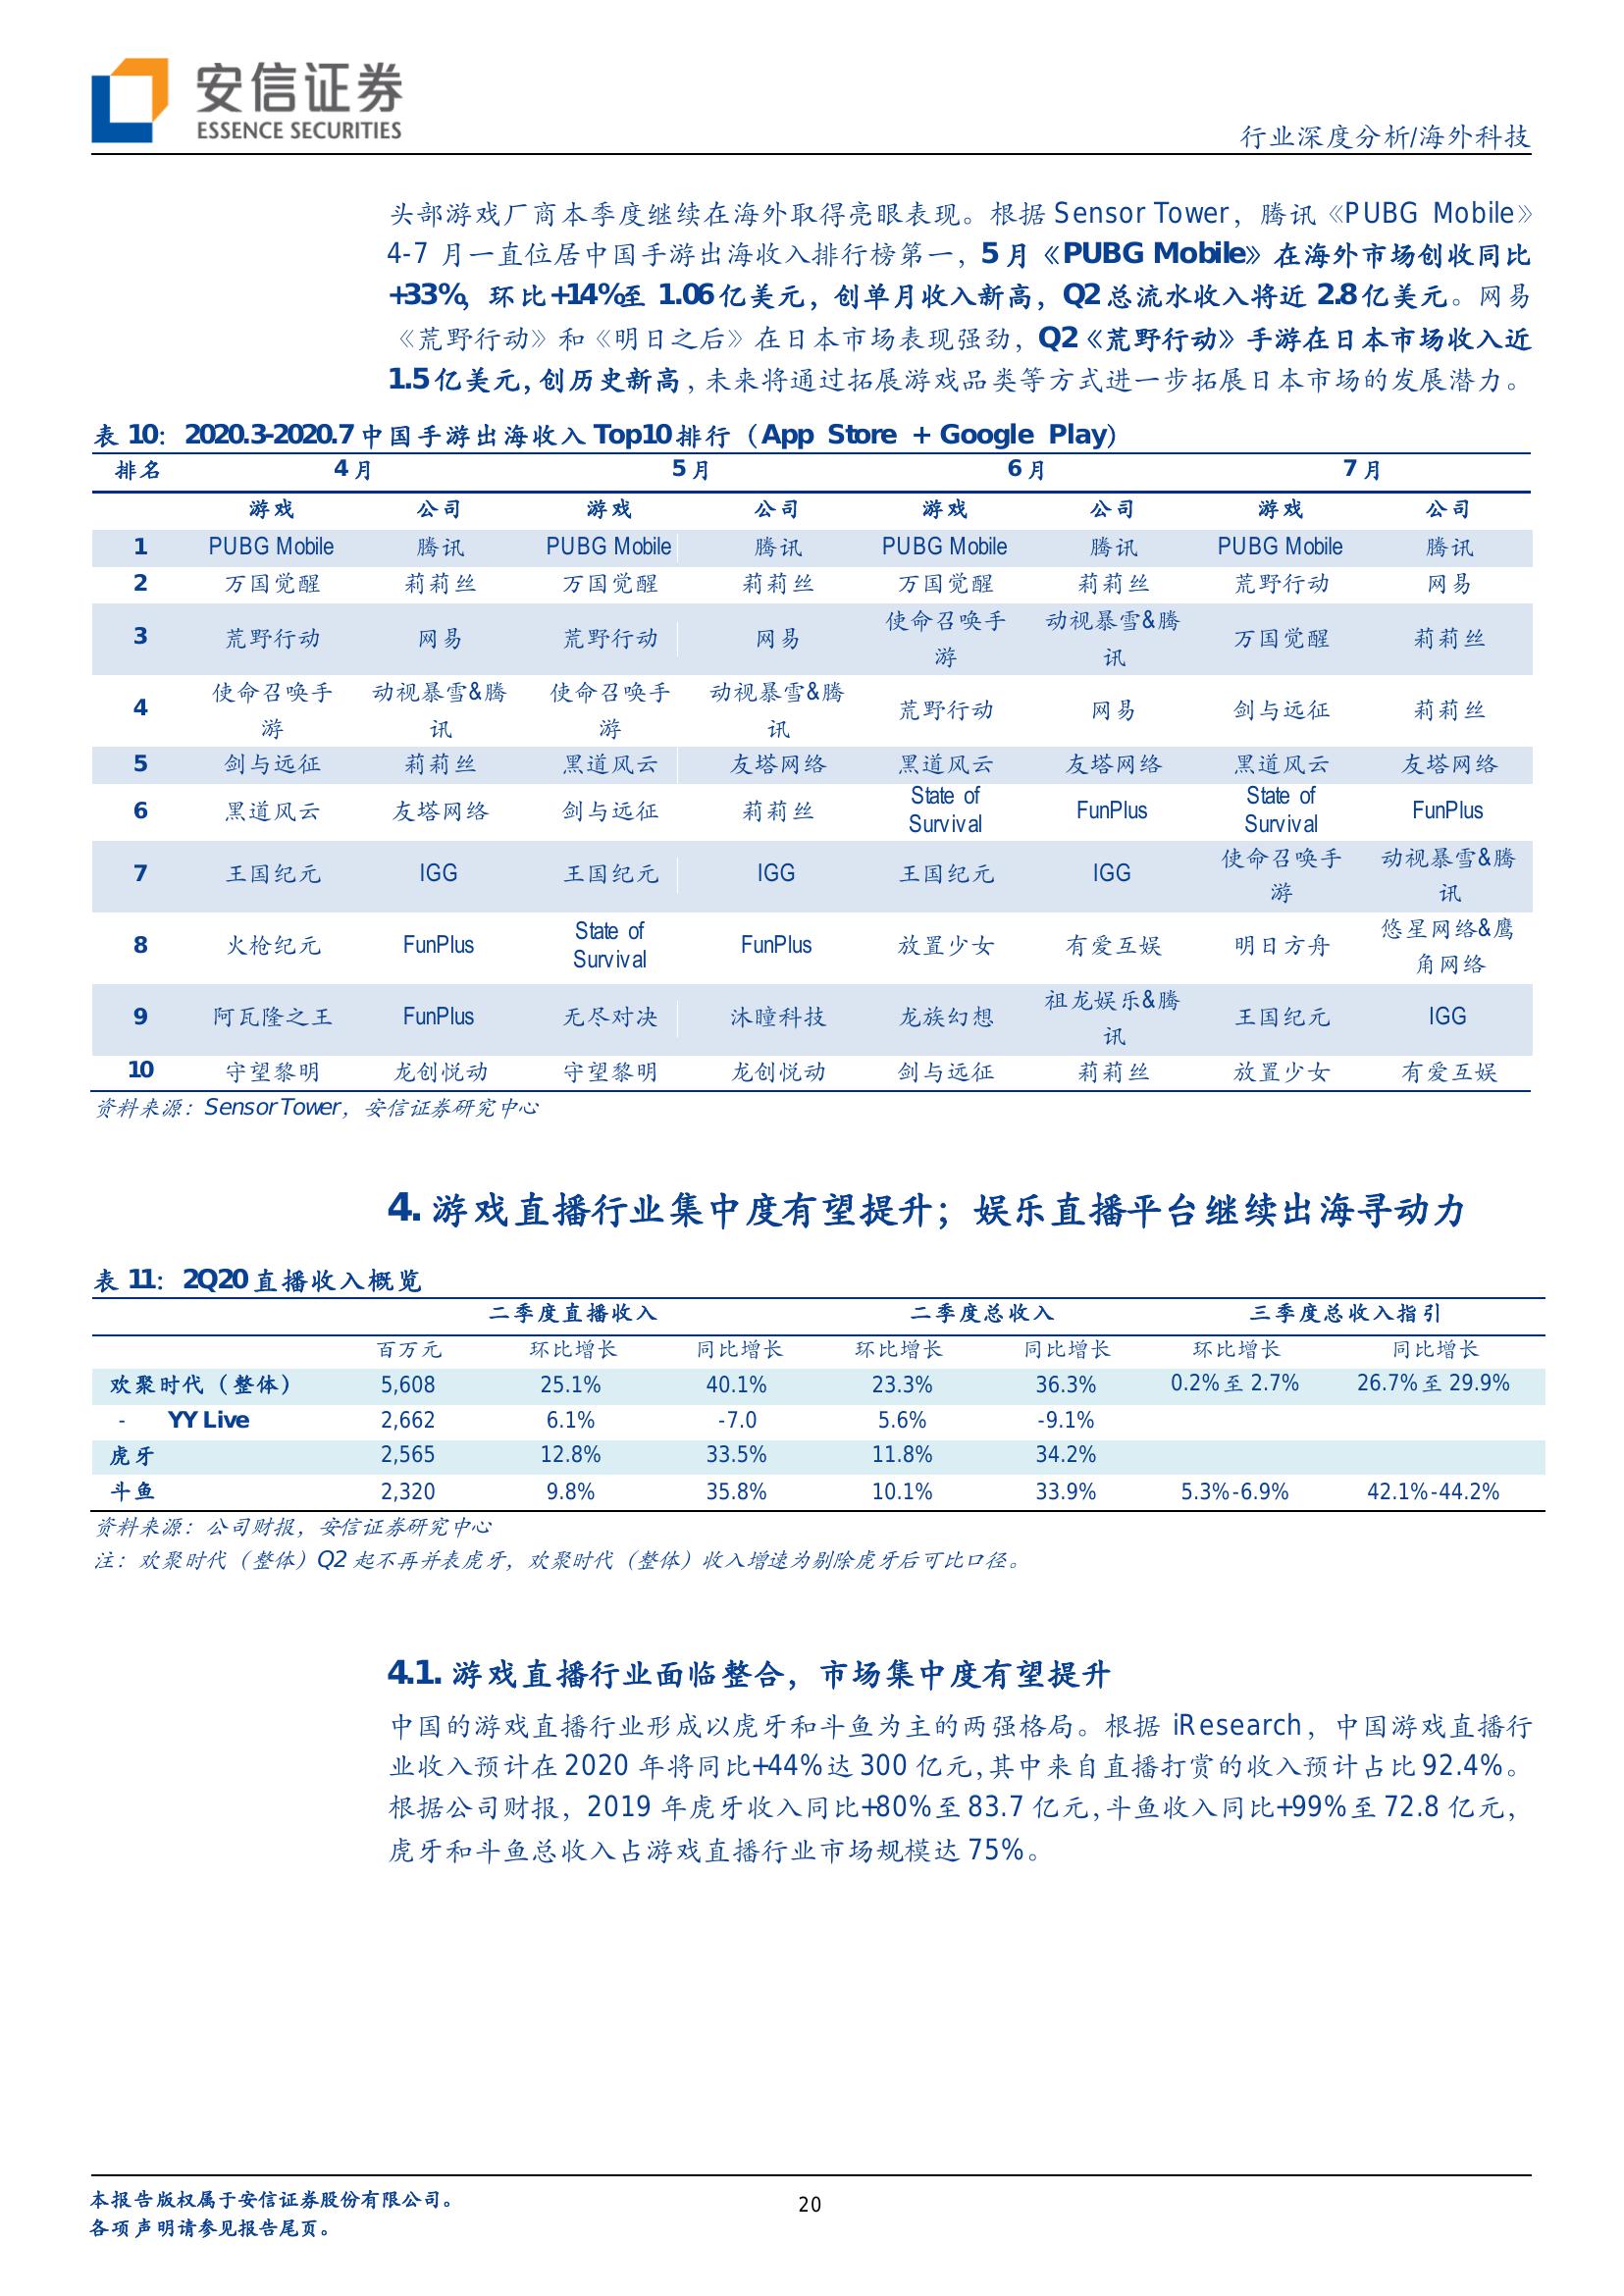 安信证券
ESSENCE SECURITIES
行业深度分析/海外科技
头部游戏厂商本季度继续在海外取得亮眼表现。根据 Sensor Tower，腾讯《PUBG Mobile》
4-7 月一直位居中国手游出海收入排行榜第一，5 月《PUBG Mobile》在海外市场创收同比
+33%，环比+14%至 1.06 亿美元，创单月收入新高，Q2 总流水收入将近 2.8 亿美元。网易
《荒野行动》和《明日之后》在日本市场表现强劲，Q2《荒野行动》手游在日本市场收入近
1.5 亿美元，创历史新高，未来将通过拓展游戏品类等方式进一步拓展日本市场的发展潜力。
表 10：2020.3-2020.7 中国手游出海收入 Top10 排行（App Store + Google Play）
排名 4 月 5 月 6 月 7 月
游戏 公司 游戏 公司 游戏 公司 游戏 公司
1 PUBG Mobile 腾讯 PUBG Mobile 腾讯 PUBG Mobile 腾讯 PUBG Mobile 腾讯
2 万国觉醒 莉莉丝 万国觉醒 莉莉丝 万国觉醒 莉莉丝 荒野行动 网易
3 荒野行动 网易 荒野行动 网易 使命召唤手游 动视暴雪&腾讯 万国觉醒 莉莉丝
4 使命召唤手游 动视暴雪&腾讯 使命召唤手游 动视暴雪&腾讯 荒野行动 网易 剑与远征 莉莉丝
5 剑与远征 莉莉丝 黑道风云 友塔网络 黑道风云 友塔网络 黑道风云 友塔网络
6 黑道风云 友塔网络 剑与远征 莉莉丝 State of Survival FunPlus State of Survival FunPlus
7 王国纪元 IGG 王国纪元 IGG 王国纪元 IGG 使命召唤手游 动视暴雪&腾讯
8 火枪纪元 FunPlus State of Survival FunPlus 放置少女 有爱互娱 明日方舟 悠星网络&鹰角网络
9 阿瓦隆之王 FunPlus 无尽对决 沐瞳科技 龙族幻想 祖龙娱乐&腾讯 王国纪元 IGG
10 守望黎明 龙创悦动 守望黎明 龙创悦动 剑与远征 莉莉丝 放置少女 有爱互娱
资料来源：SensorTower，安信证券研究中心
4. 游戏直播行业集中度有望提升；娱乐直播平台继续出海寻动力
表 11：2Q20 直播收入概览
二季度直播收入 二季度总收入 三季度总收入指引
百万元 环比增长 同比增长 环比增长 同比增长 环比增长 同比增长
欢聚时代（整体） 5,608 25.1% 40.1% 23.3% 36.3% 0.2%至 2.7% 26.7%至 29.9%
- YY Live 2,662 6.1% -7.0 5.6% -9.1%
虎牙 2,565 12.8% 33.5% 11.8% 34.2%
斗鱼 2,320 9.8% 35.8% 10.1% 33.9% 5.3%-6.9% 42.1%-44.2%
资料来源：公司财报，安信证券研究中心
注：欢聚时代（整体）Q2 起不再并表虎牙，欢聚时代（整体）收入增速为剔除虎牙后可比口径。
4.1. 游戏直播行业面临整合，市场集中度有望提升
中国的游戏直播行业形成以虎牙和斗鱼为主的两强格局。根据 iResearch，中国游戏直播行
业收入预计在 2020 年将同比+44%达 300 亿元，其中来自直播打赏的收入预计占比 92.4%。
根据公司财报，2019 年虎牙收入同比+80%至 83.7 亿元，斗鱼收入同比+99%至 72.8 亿元，
虎牙和斗鱼总收入占游戏直播行业市场规模达 75%。
本报告版权属于安信证券股份有限公司。
20
各项声明请参见报告尾页。